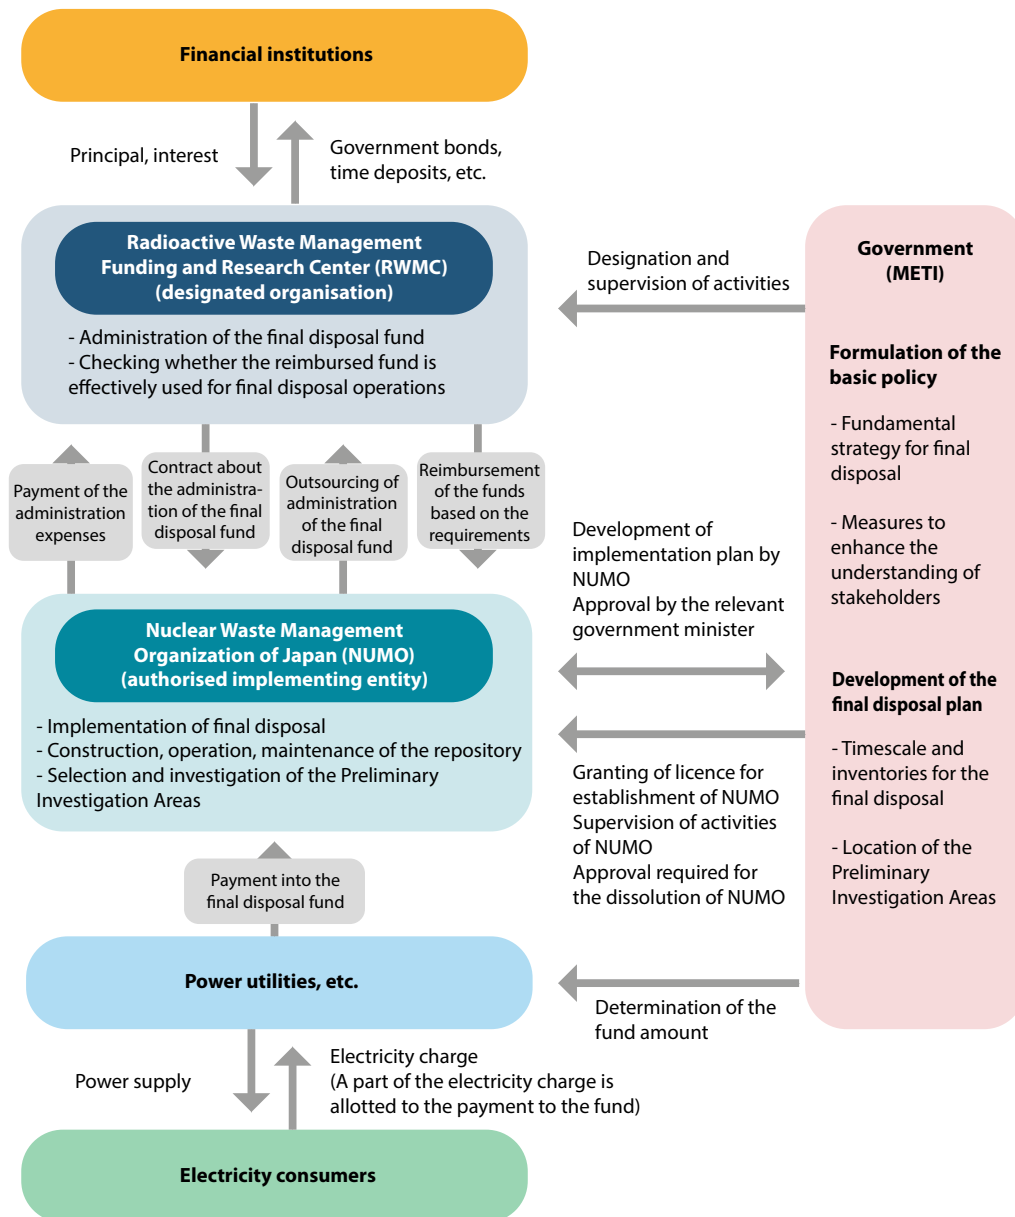 Financial institutions
Principal, interest
Government bonds,
time deposits, etc.
Radioactive Waste Management
Funding and Research Center (RWMC)
(designated organisation)
- Administration of the final disposal fund
- Checking whether the reimbursed fund is
effectively used for final disposal operations
Designation and
supervision of activities
Government
(METI)
Formulation of the
basic policy
- Fundamental
strategy for final
disposal
- Measures to
enhance the
understanding of
stakeholders
Development of the
final disposal plan
- Timescale and
inventories for the
final disposal
- Location of the
Preliminary
Investigation Areas
Payment of the
administration
expenses
Contract about
the administra-
tion of the final
disposal fund
Outsourcing of
administration
of the final
disposal fund
Reimbursement
of the funds
based on the
requirements
Development of
implementation plan by
NUMO
Approval by the relevant
government minister
Nuclear Waste Management
Organization of Japan (NUMO)
(authorised implementing entity)
- Implementation of final disposal
- Construction, operation, maintenance of the repository
- Selection and investigation of the Preliminary
Investigation Areas
Granting of licence for
establishment of NUMO
Supervision of activities
of NUMO
Approval required for
the dissolution of NUMO
Payment into the
final disposal fund
Power utilities, etc.
Determination of the
fund amount
Power supply
Electricity charge
(A part of the electricity charge is
allotted to the payment to the fund)
Electricity consumers